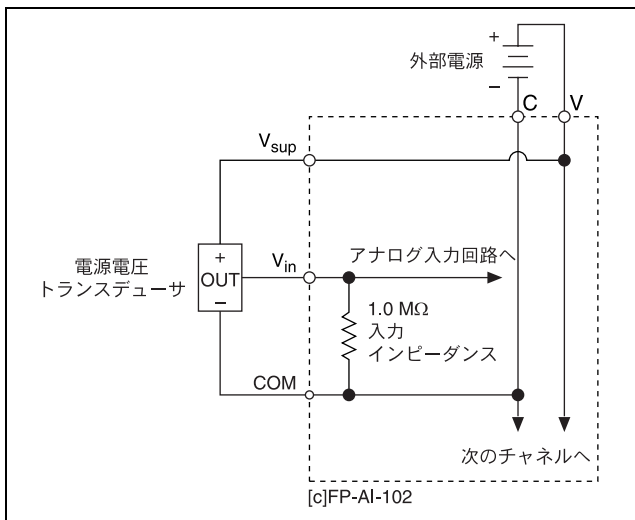 +
外部電源
−
C
V
Vsup
+
OUT
−
電源電圧
トランスデューサ
Vin
アナログ入力回路へ
1.0 MΩ
入力
インピーダンス
COM
次のチャネルへ
[c]FP-AI-102